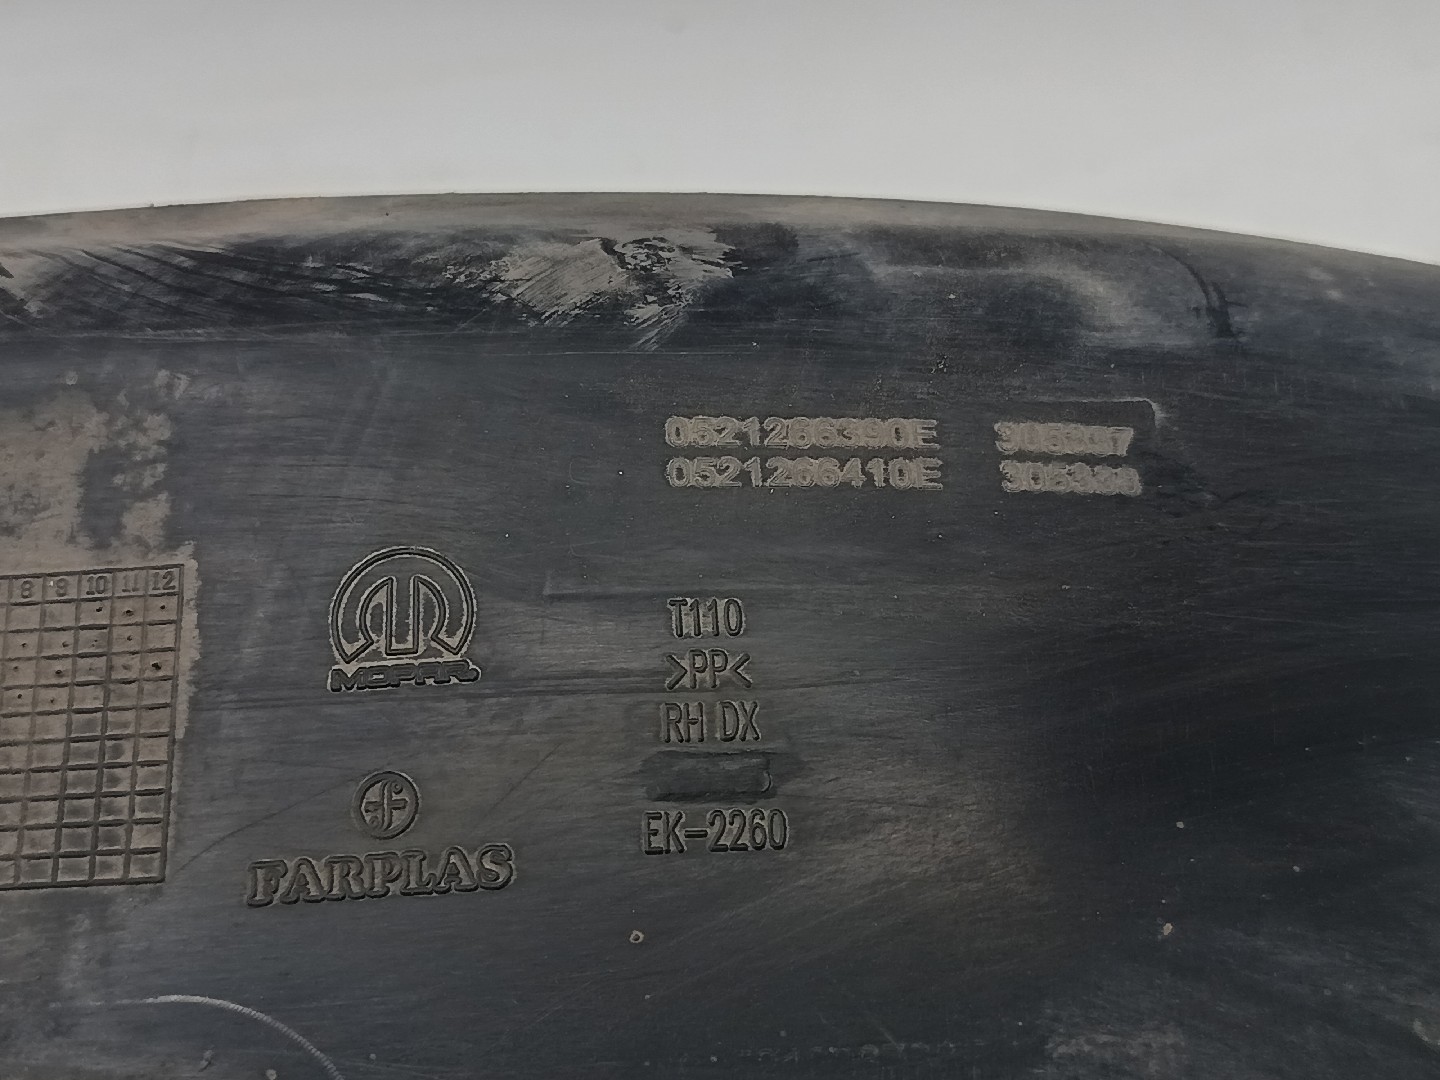 0521266390E
0521266410E
8 9 10 11 12
MOPAR
T110
>PP<
RH DX
EK-2260
FARPLAS